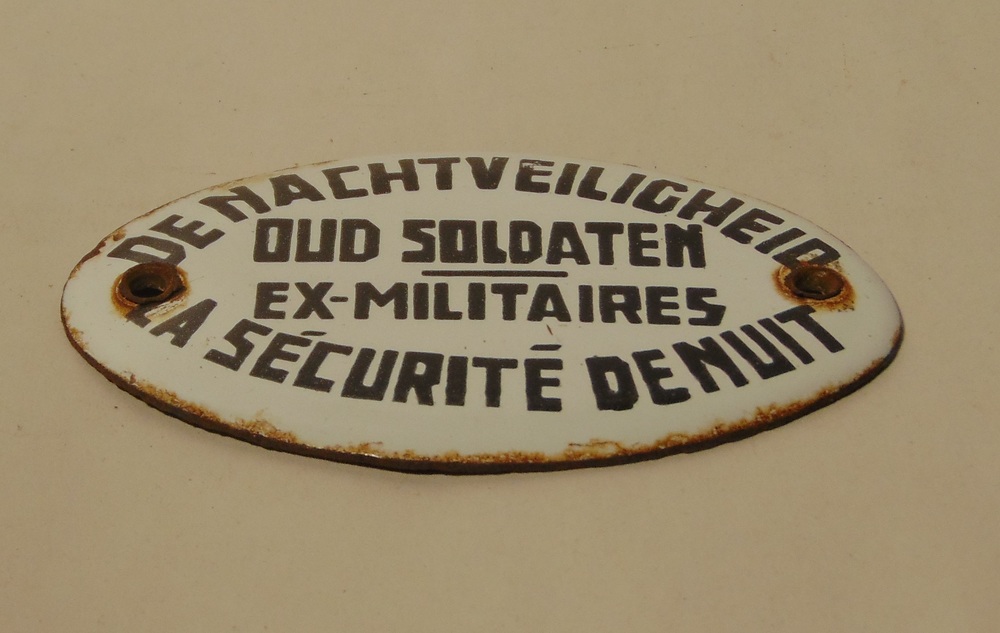 DE NACHTVEILIGHEID
OUD SOLDATEN
EX-MILITAIRES
LA SÉCURITÉ DE NUIT